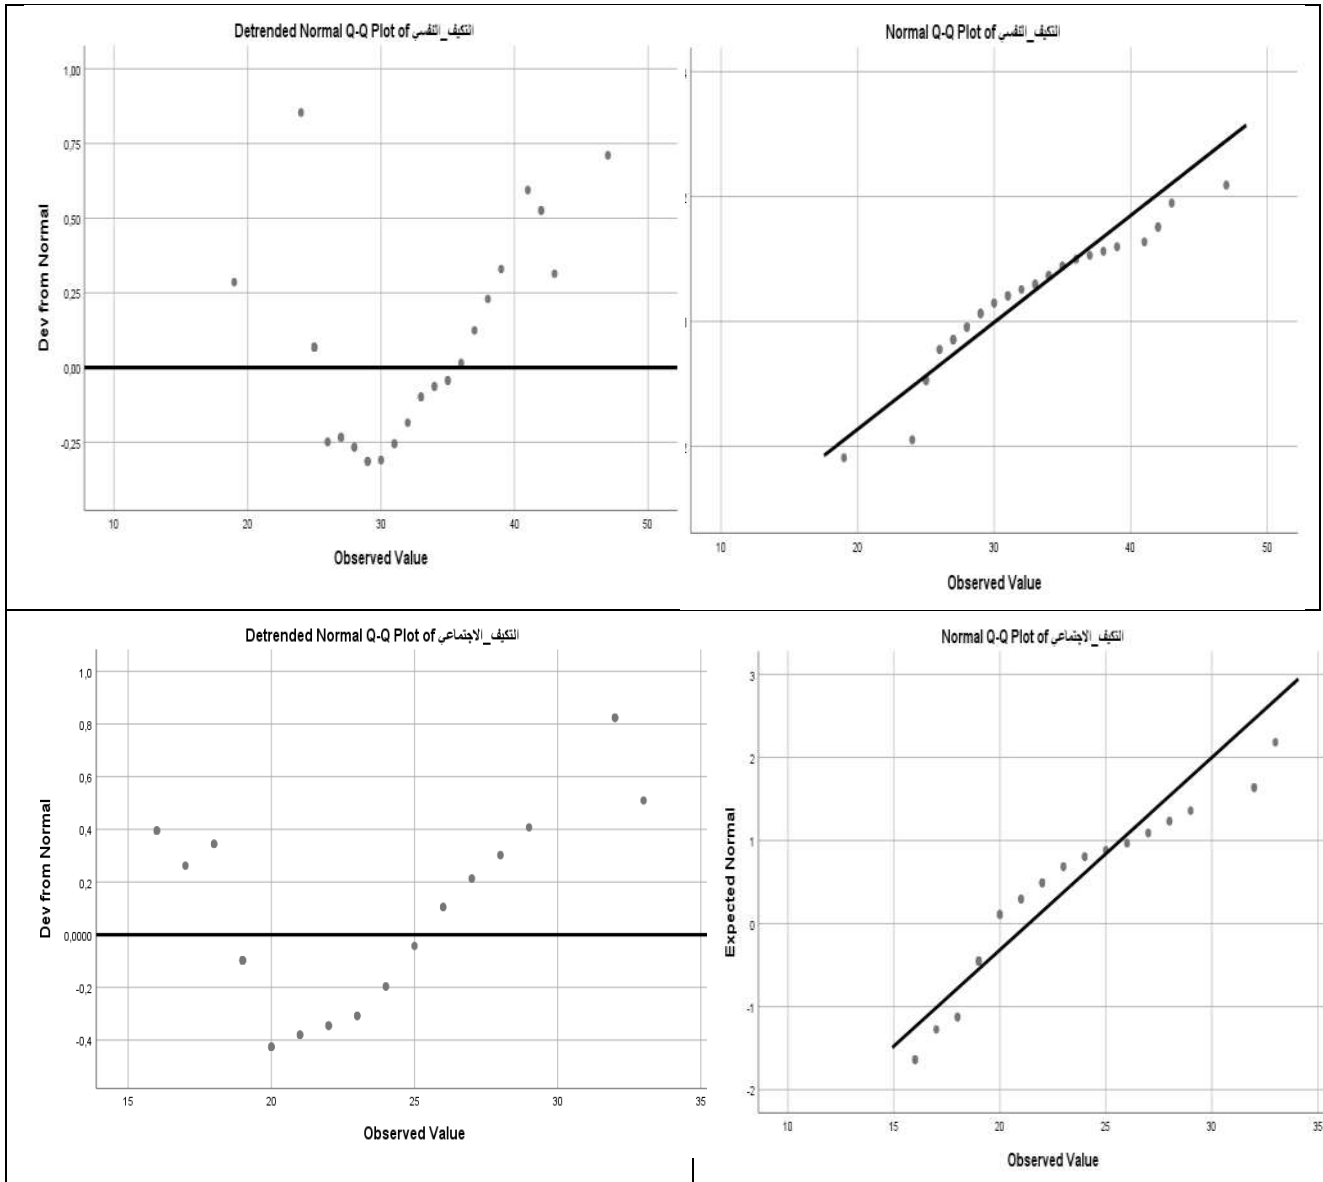 Detrended Normal Q-Q Plot of التكيف_النفسي
1,00
0,75
0,50
0,25
0,00
-0,25
Dev from Normal
10 20 30 40 50
Observed Value
Normal Q-Q Plot of التكيف_النفسي
10 20 30 40 50
Observed Value
Detrended Normal Q-Q Plot of التكيف_الاجتماعي
1,0
0,8
0,6
0,4
0,2
0,0000
-0,2
-0,4
Dev from Normal
15 20 25 30 35
Observed Value
Normal Q-Q Plot of التكيف_الاجتماعي
3
2
1
0
-1
-2
Expected Normal
10 15 20 25 30 35
Observed Value